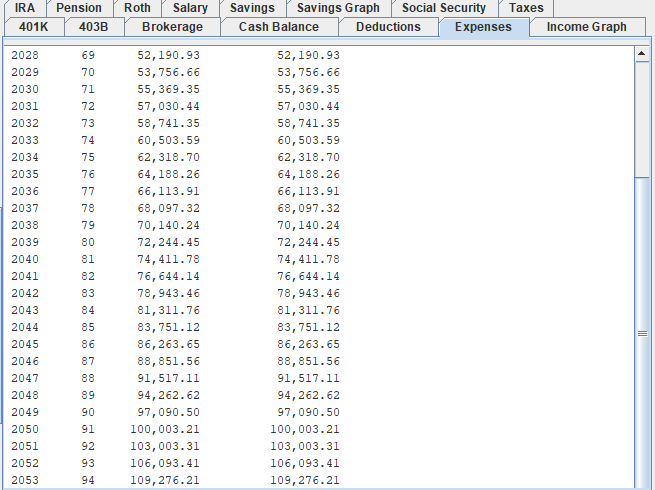 IRA Pension Roth Salary Savings Savings Graph Social Security Taxes
401K 403B Brokerage Cash Balance Deductions Expenses Income Graph
2028 69 52,190.93 52,190.93
2029 70 53,756.66 53,756.66
2030 71 55,369.35 55,369.35
2031 72 57,030.44 57,030.44
2032 73 58,741.35 58,741.35
2033 74 60,503.59 60,503.59
2034 75 62,318.70 62,318.70
2035 76 64,188.26 64,188.26
2036 77 66,113.91 66,113.91
2037 78 68,097.32 68,097.32
2038 79 70,140.24 70,140.24
2039 80 72,244.45 72,244.45
2040 81 74,411.78 74,411.78
2041 82 76,644.14 76,644.14
2042 83 78,943.46 78,943.46
2043 84 81,311.76 81,311.76
2044 85 83,751.12 83,751.12
2045 86 86,263.65 86,263.65
2046 87 88,851.56 88,851.56
2047 88 91,517.11 91,517.11
2048 89 94,262.62 94,262.62
2049 90 97,090.50 97,090.50
2050 91 100,003.21 100,003.21
2051 92 103,003.31 103,003.31
2052 93 106,093.41 106,093.41
2053 94 109,276.21 109,276.21